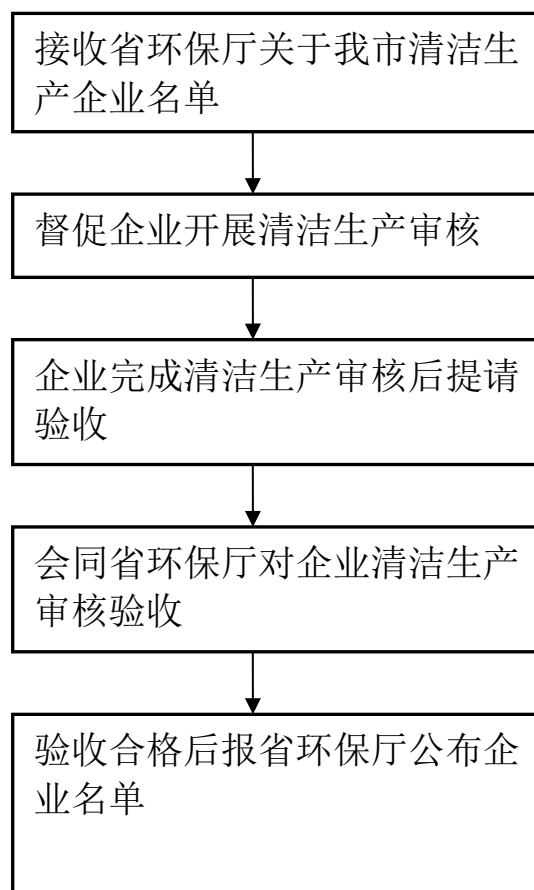 接收省环保厅关于我市清洁生
产企业名单
督促企业开展清洁生产审核
企业完成清洁生产审核后提请
验收
会同省环保厅对企业清洁生产
审核验收
验收合格后报省环保厅公布企
业名单